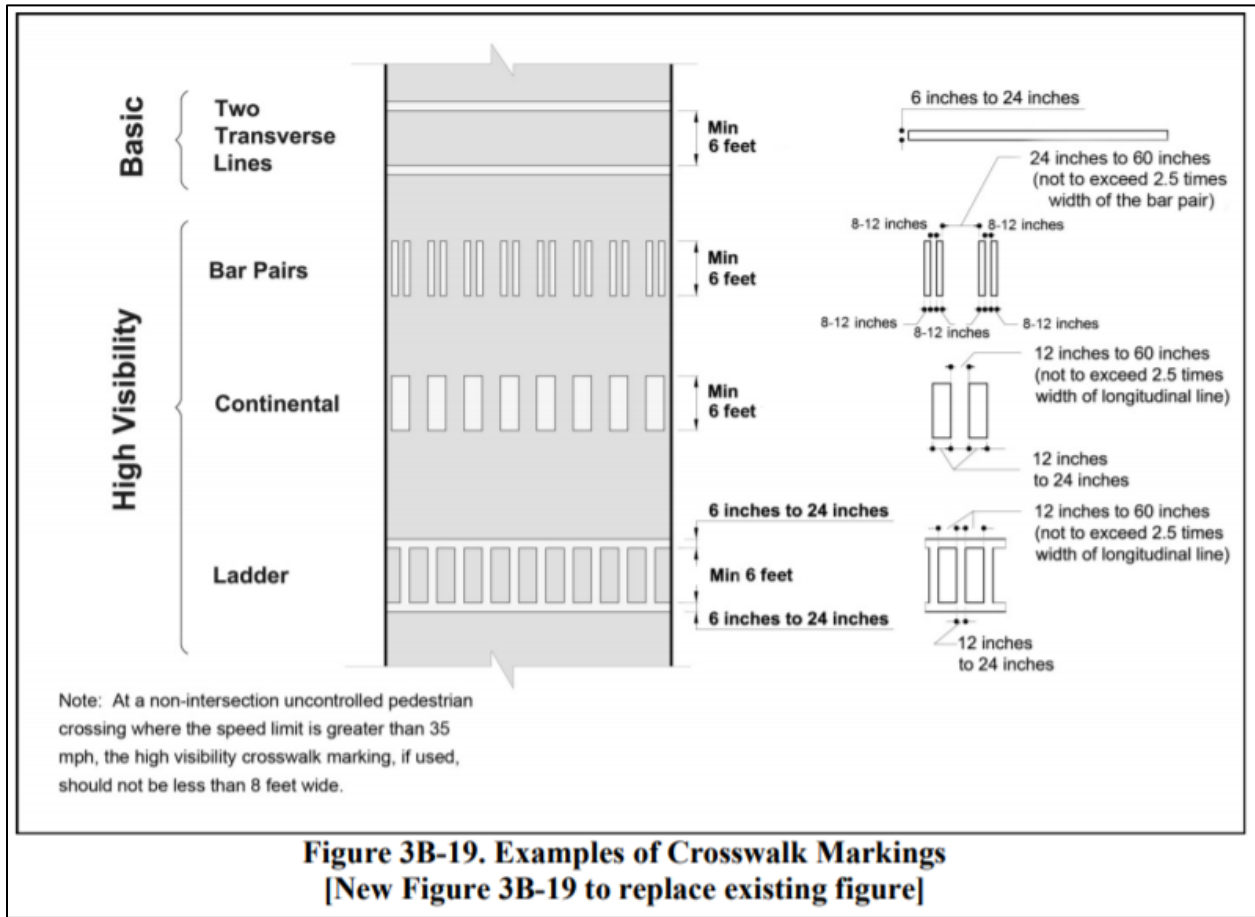 Basic
Two
Transverse
Lines
Min
6 feet
6 inches to 24 inches
24 inches to 60 inches
(not to exceed 2.5 times
width of the bar pair)
High Visibility
Bar Pairs
Min
6 feet
8-12 inches
8-12 inches
8-12 inches
8-12 inches
8-12 inches
Continental
Min
6 feet
12 inches to 60 inches
(not to exceed 2.5 times
width of longitudinal line)
12 inches
to 24 inches
Ladder
6 inches to 24 inches
Min 6 feet
6 inches to 24 inches
12 inches to 60 inches
(not to exceed 2.5 times
width of longitudinal line)
12 inches
to 24 inches
Note: At a non-intersection uncontrolled pedestrian
crossing where the speed limit is greater than 35
mph, the high visibility crosswalk marking, if used,
should not be less than 8 feet wide.
Figure 3B-19. Examples of Crosswalk Markings
[New Figure 3B-19 to replace existing figure]